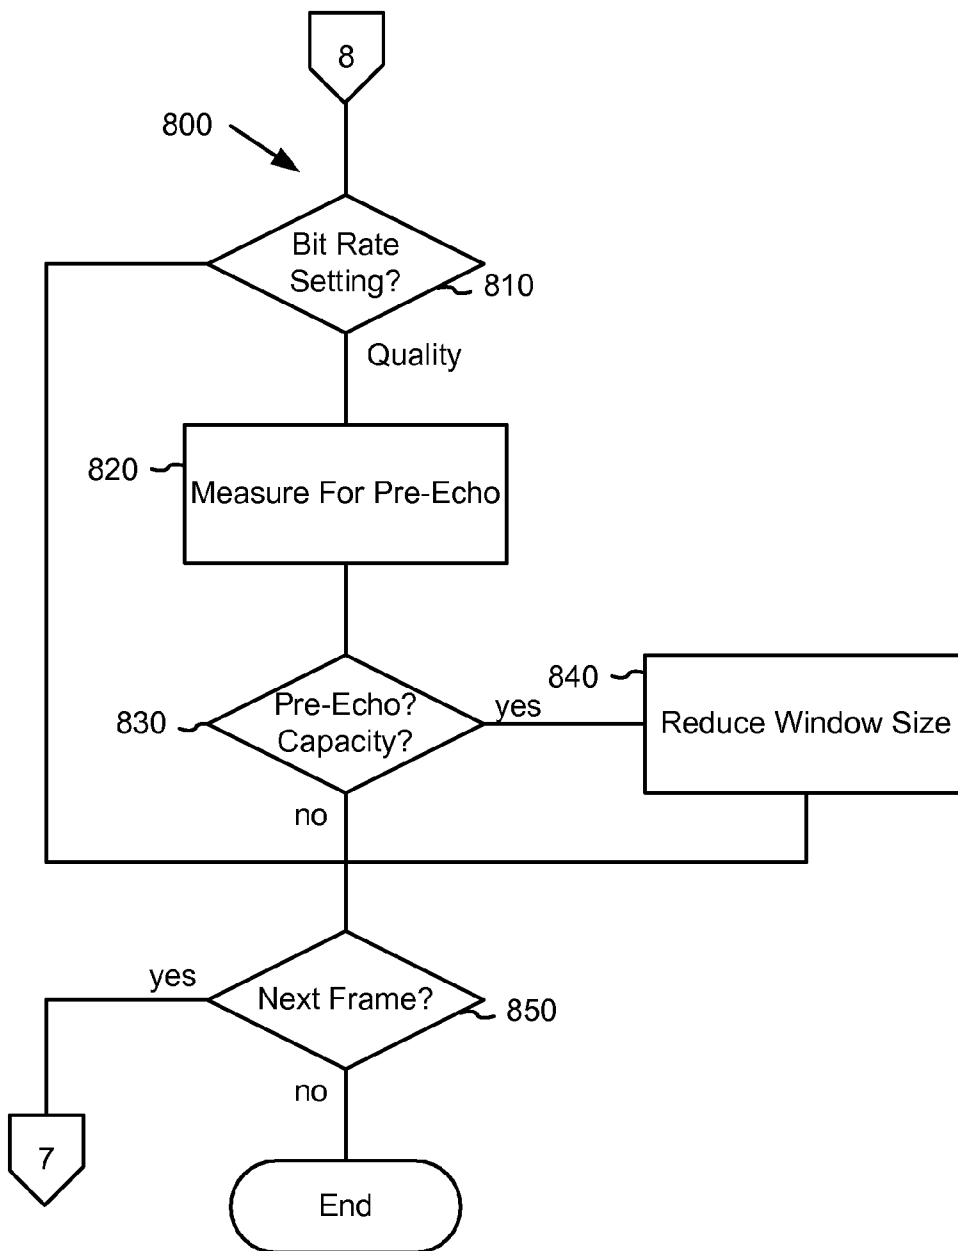 8
800
Bit Rate
Setting?
810
Quality
820
Measure For Pre-Echo
830
Pre-Echo?
Capacity?
yes
840
Reduce Window Size
no
yes
Next Frame?
850
no
7
End